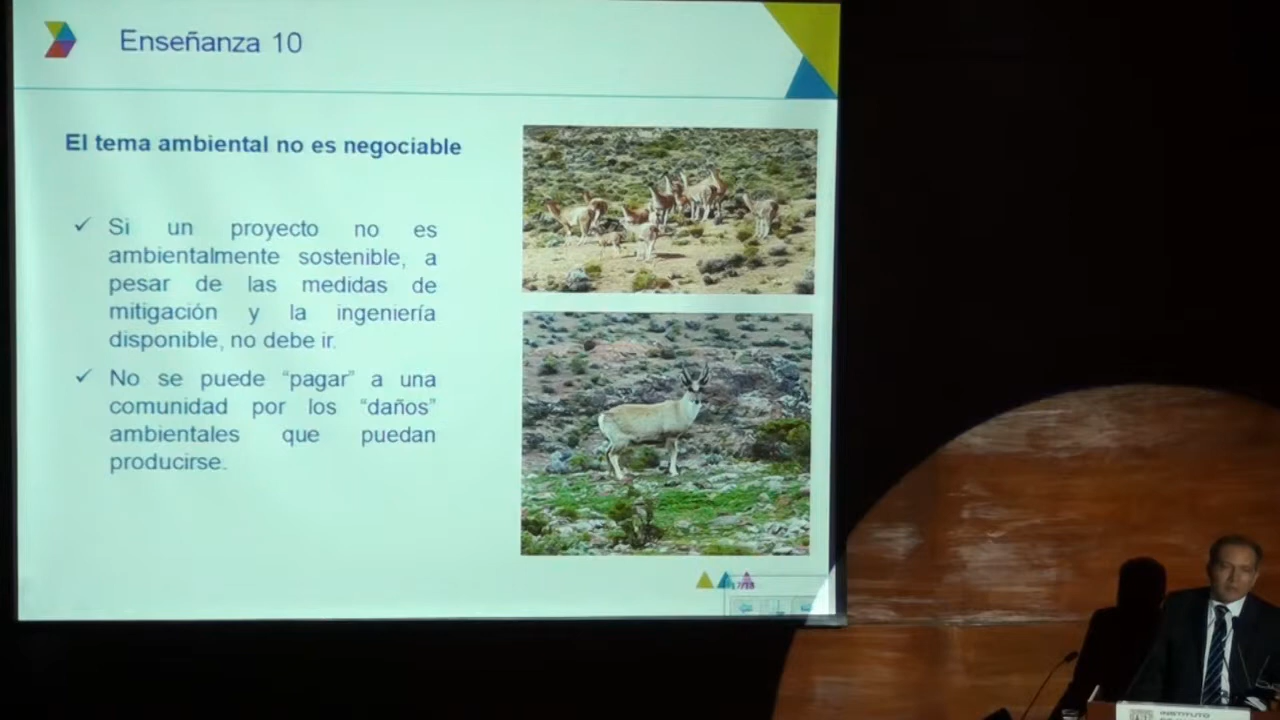 Enseñanza 10
El tema ambiental no es negociable
✓ Si un proyecto no es
ambientalmente sostenible, a
pesar de las medidas de
mitigación y la ingeniería
disponible, no debe ir.
✓ No se puede “pagar” a una
comunidad por los “daños”
ambientales que puedan
producirse.
INSTITUTO